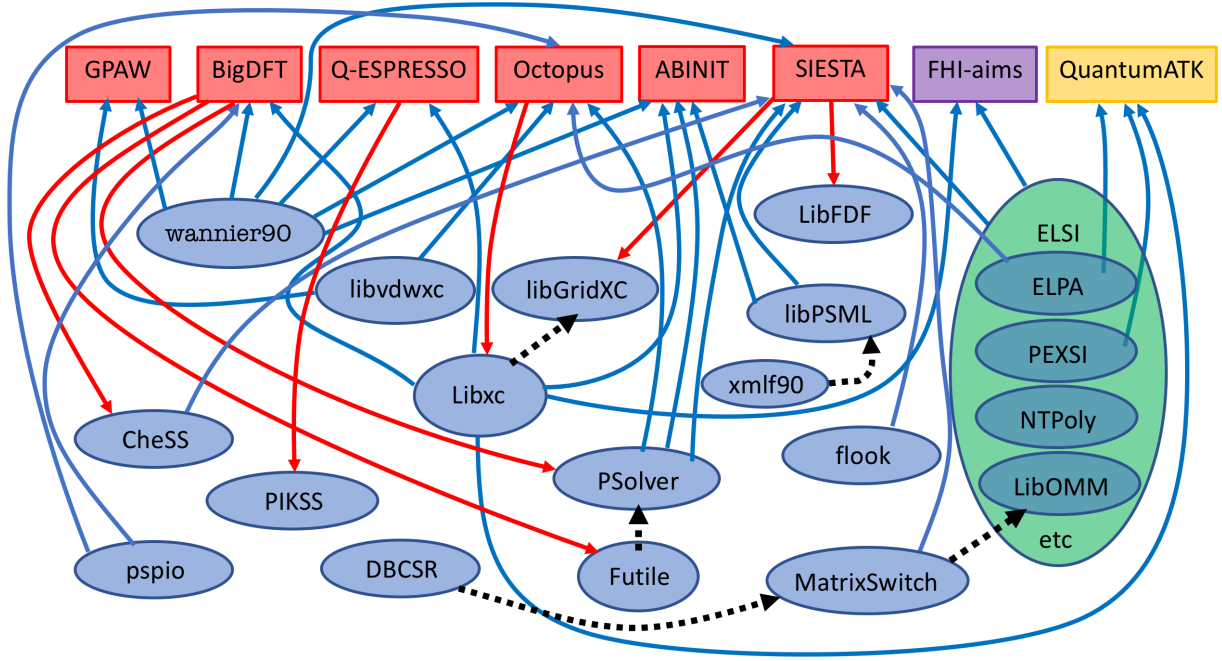 GPAW
BigDFT
Q-ESPRESSO
Octopus
ABINIT
SIESTA
FHI-aims
QuantumATK
wannier90
LibFDF
ELSI
libvdwxc
libGridXC
libPSML
ELPA
PEXSI
Libxc
xmlf90
NTPoly
CheSS
flook
PSolver
LibOMM
PIKSS
etc
pspio
DBCSR
Futile
MatrixSwitch